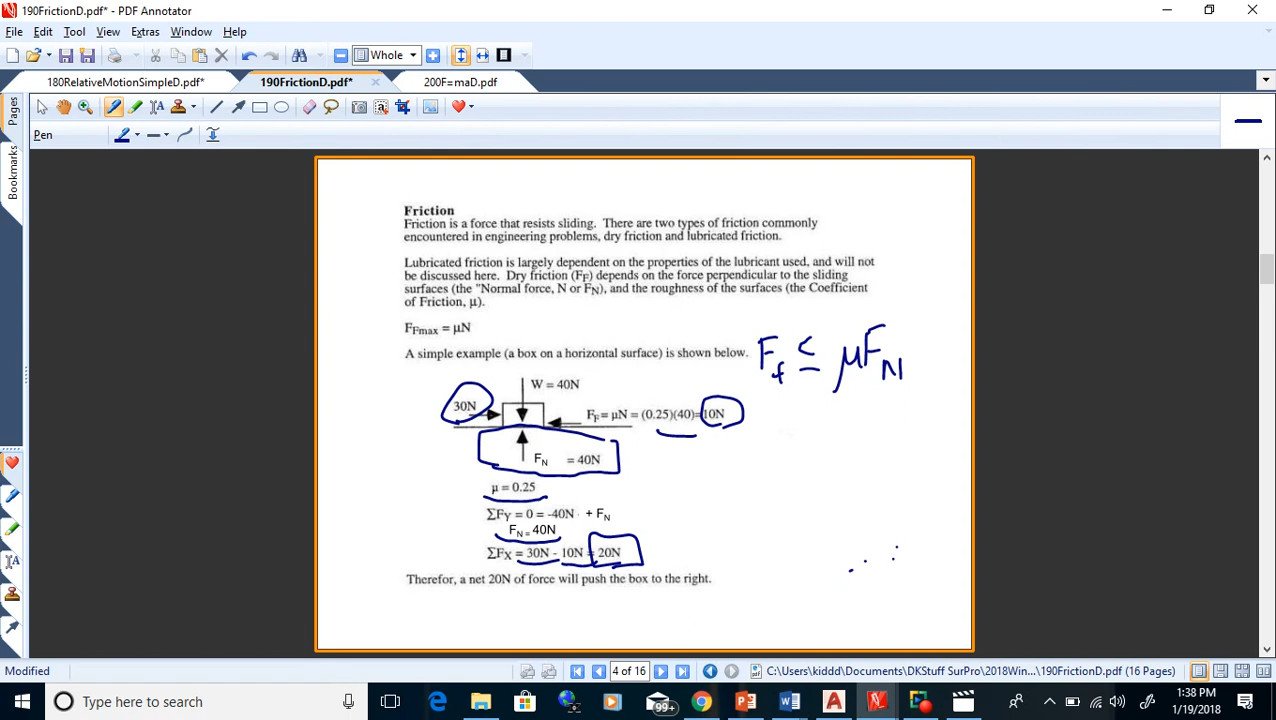 190FrictionD.pdf* - PDF Annotator
File Edit Tool View Extras Window Help
Whole
180RelativeMotionSimpleD.pdf* 190FrictionD.pdf* 200F=maD.pdf
Pen
Pages
Bookmarks
Friction
Friction is a force that resists sliding. There are two types of friction commonly
encountered in engineering problems, dry friction and lubricated friction.
Lubricated friction is largely dependent on the properties of the lubricant used, and will not
be discussed here. Dry friction (FF) depends on the force perpendicular to the sliding
surfaces (the "Normal force, N or FN), and the roughness of the surfaces (the Coefficient
of Friction, μ).
FFmax = μN
A simple example (a box on a horizontal surface) is shown below.
Ff ≤ μFN
W = 40N
30N
FF = μN = (0.25)(40)=10N
FN = 40N
μ = 0.25
ΣFY = 0 = -40N + FN
FN = 40N
ΣFX = 30N - 10N = 20N
Therefor, a net 20N of force will push the box to the right.
Modified
4 of 16
C:\Users\kiddd\Documents\DKStuff SurPro\2018Win...\190FrictionD.pdf (16 Pages)
Type here to search
99+
1:38 PM
1/19/2018